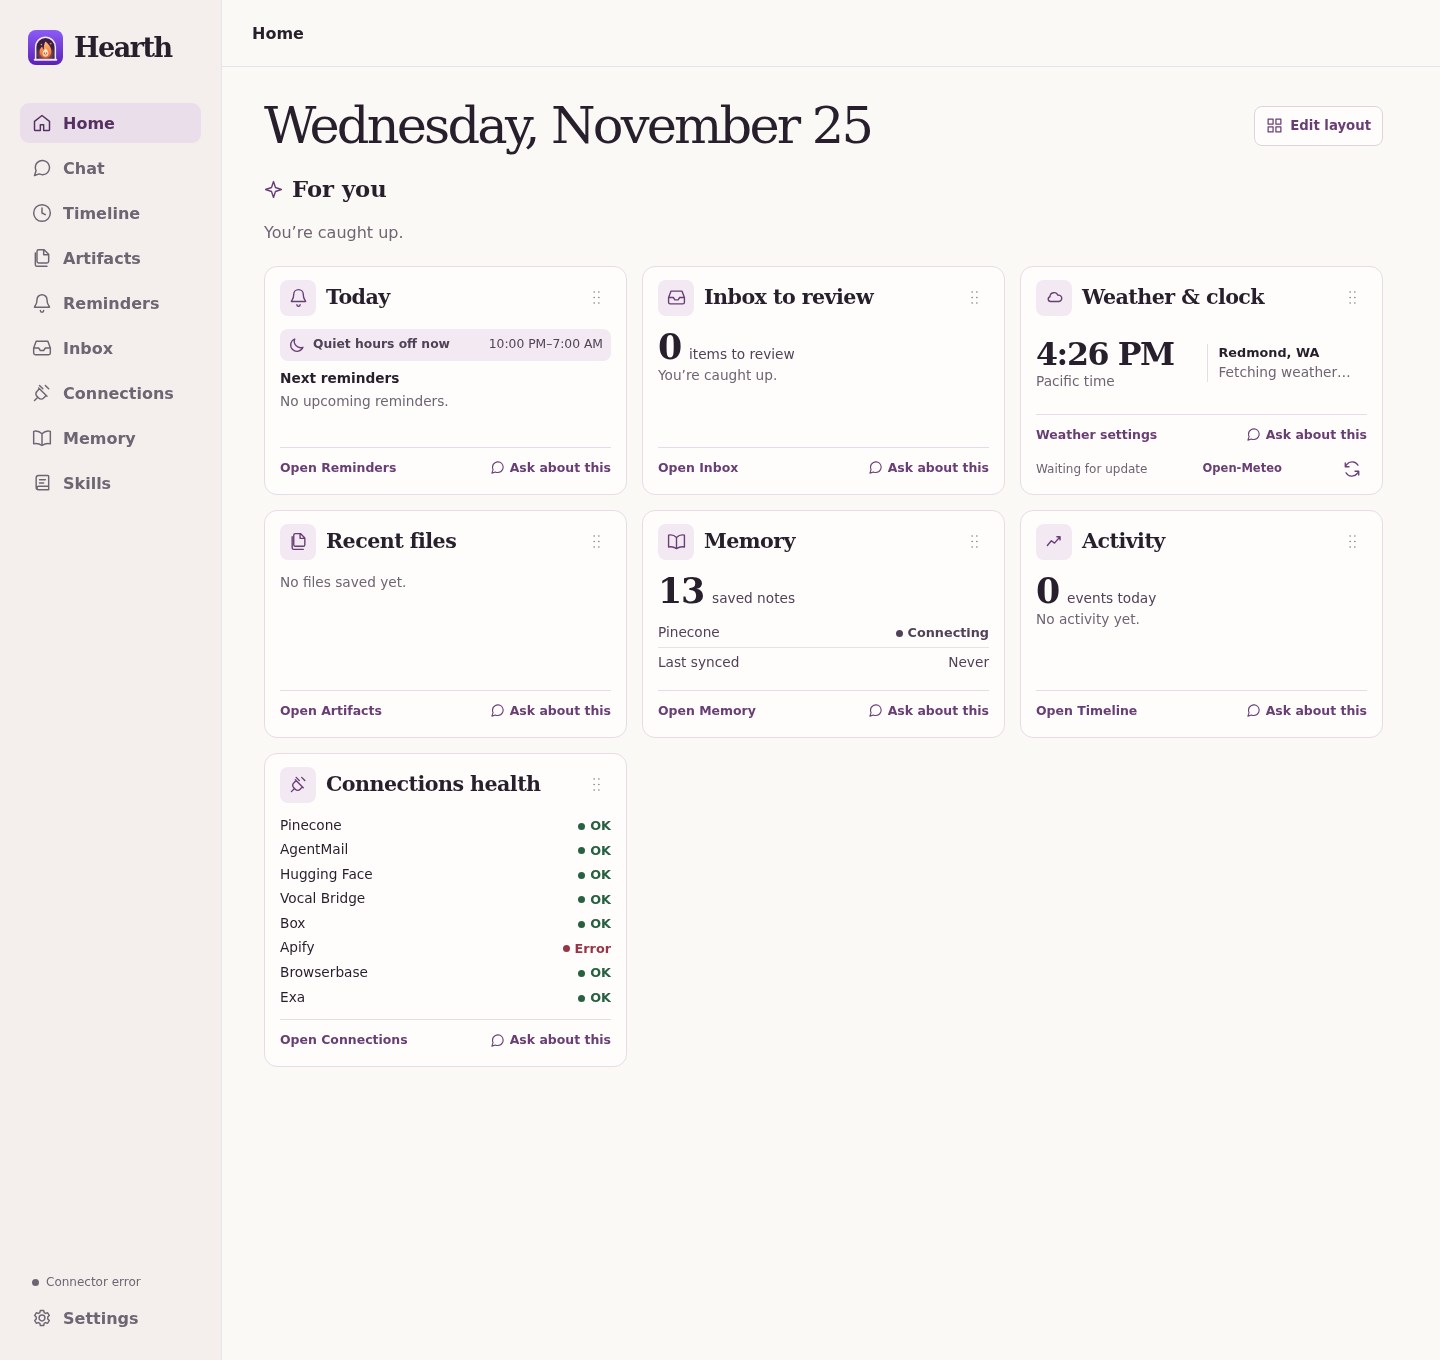 Hearth
Home
Chat
Timeline
Artifacts
Reminders
Inbox
Connections
Memory
Skills
Connector error
Settings
Home
Wednesday, November 25
Edit layout
For you
You’re caught up.
Today
Quiet hours off now 10:00 PM–7:00 AM
Next reminders
No upcoming reminders.
Open Reminders Ask about this
Inbox to review
0 items to review
You’re caught up.
Open Inbox Ask about this
Weather & clock
4:26 PM
Pacific time
Redmond, WA
Fetching weather…
Weather settings Ask about this
Waiting for update Open-Meteo
Recent files
No files saved yet.
Open Artifacts Ask about this
Memory
13 saved notes
Pinecone Connecting
Last synced Never
Open Memory Ask about this
Activity
0 events today
No activity yet.
Open Timeline Ask about this
Connections health
Pinecone OK
AgentMail OK
Hugging Face OK
Vocal Bridge OK
Box OK
Apify Error
Browserbase OK
Exa OK
Open Connections Ask about this